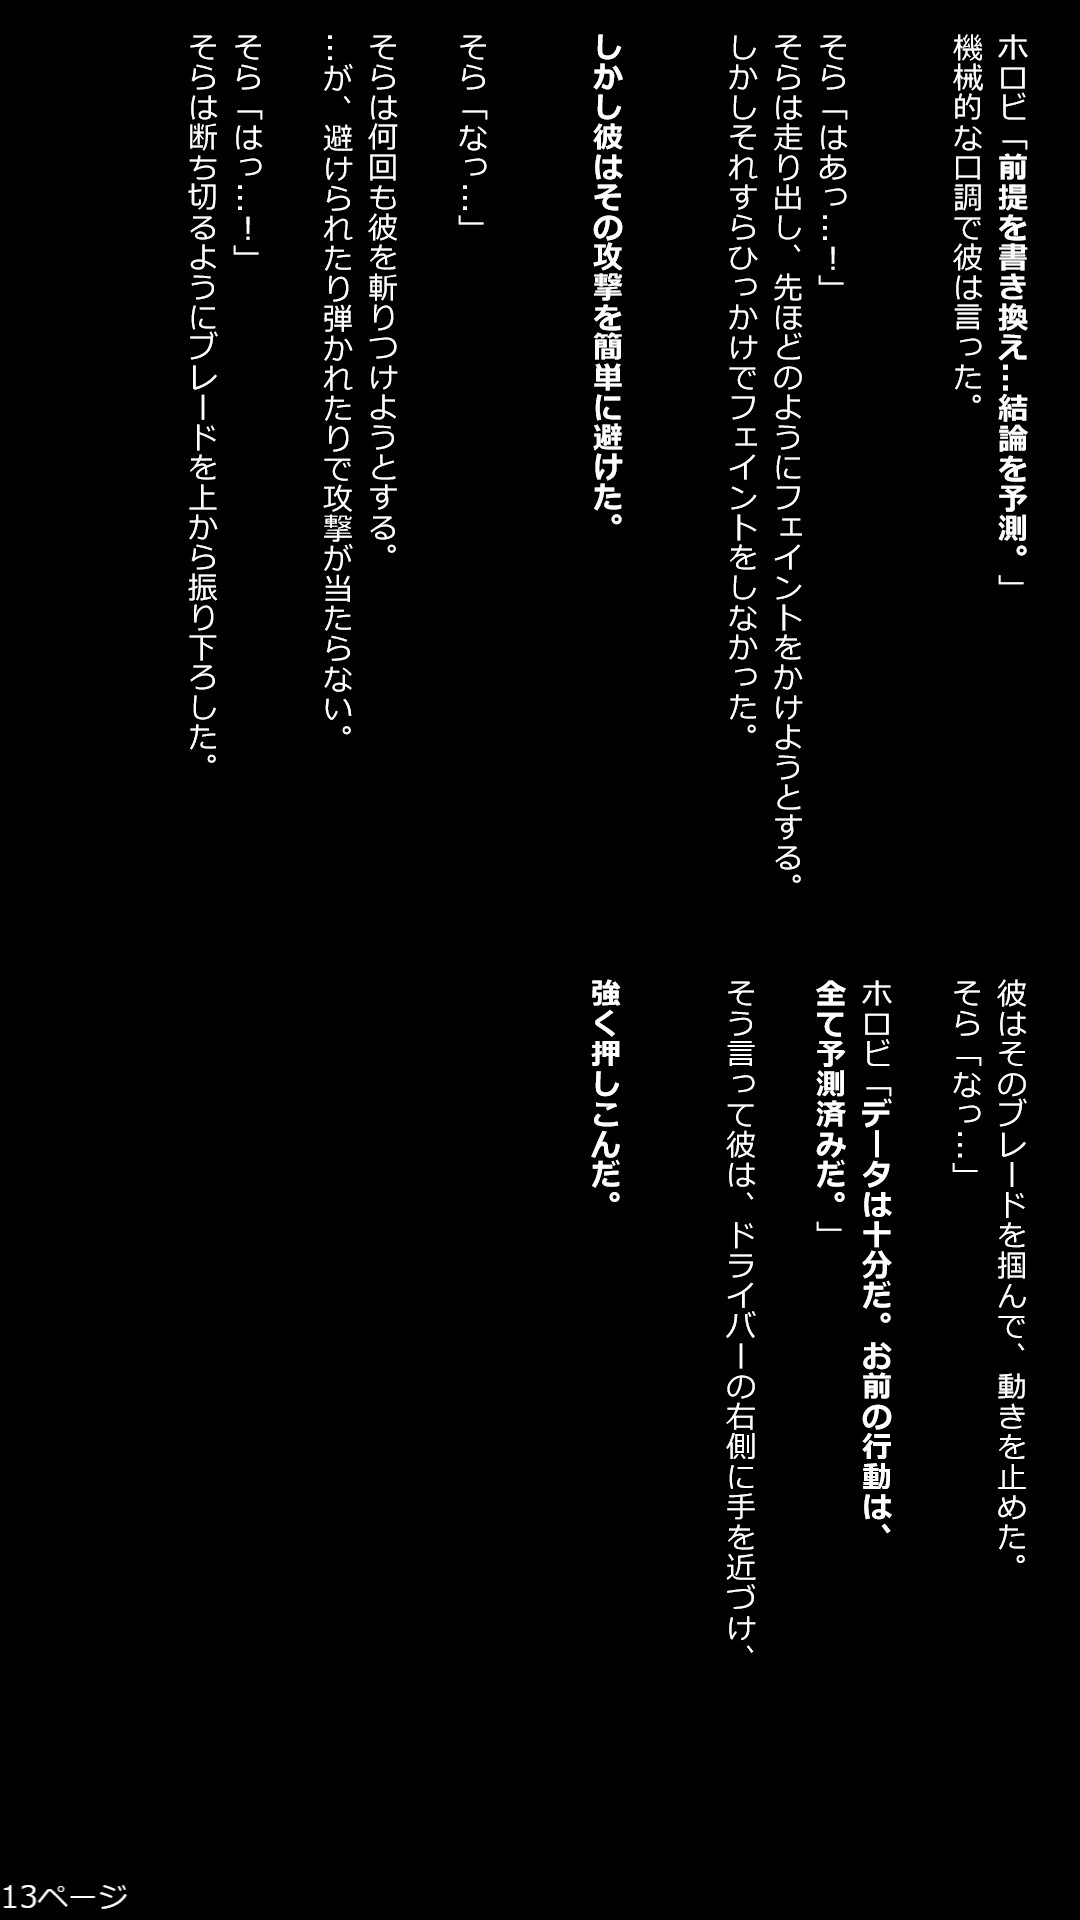 ホロビ「前提を書き換え…結論を予測。」
機械的な口調で彼は言った。
そら「はあっ…!」
そらは走り出し、先ほどのようにフェイントをかけようとする。
しかしそれすらひっかけでフェイントをしなかった。
しかし彼はその攻撃を簡単に避けた。
そら「なっ…」
そらは何回も彼を斬りつけようとする。
…が、避けられたり弾かれたりで攻撃が当たらない。
そら「はっ…!」
そらは断ち切るようにブレードを上から振り下ろした。
彼はそのブレードを掴んで、動きを止めた。
そら「なっ…」
ホロビ「データは十分だ。お前の行動は、
全て予測済みだ。」
そう言って彼は、ドライバーの右側に手を近づけ、
強く押しこんだ。
13ページ